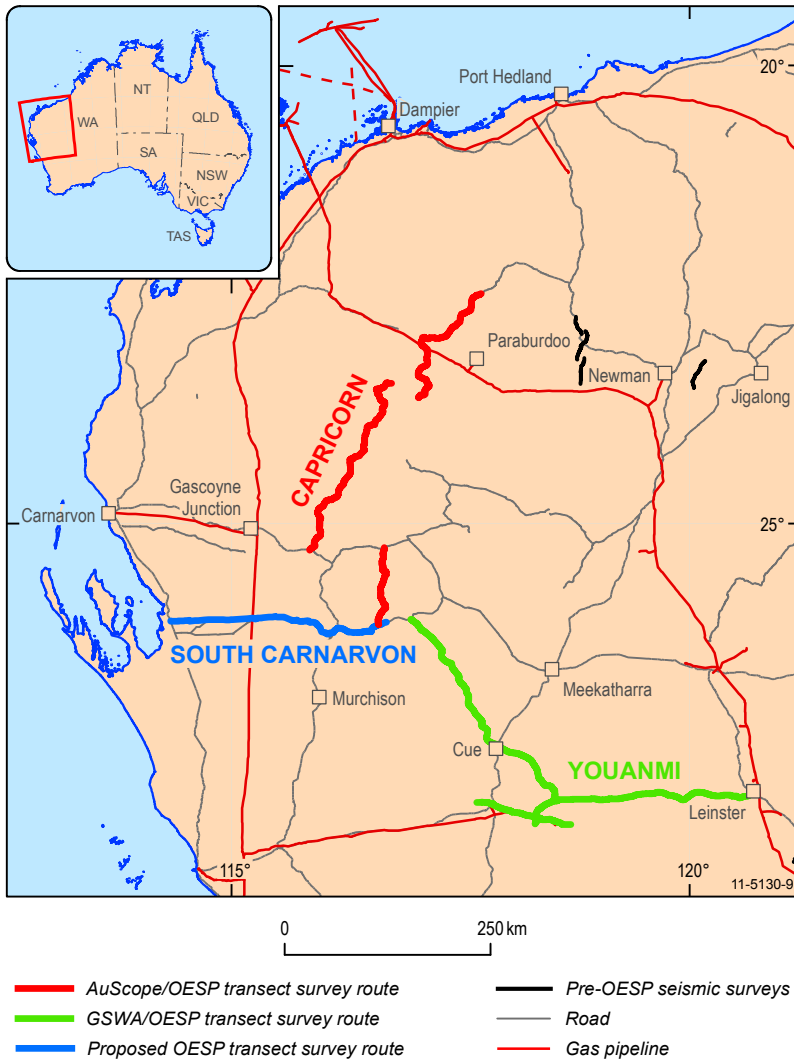 NT
WA
QLD
SA
NSW
VIC
TAS
20°
Port Hedland
Dampier
Paraburdoo
Newman
Jigalong
CAPRICORN
Gascoyne
Junction
Carnarvon
25°
SOUTH CARNARVON
Murchison
Meekatharra
Cue
YOUANMI
Leinster
115°
120°
11-5130-9
0
250 km
AuScope/OESP transect survey route
GSWA/OESP transect survey route
Proposed OESP transect survey route
Pre-OESP seismic surveys
Road
Gas pipeline